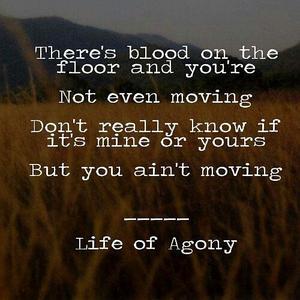 There's blood on the
floor and you're
Not even moving
Don't really know if
it's mine or yours
But you ain't moving
_____
Life of Agony